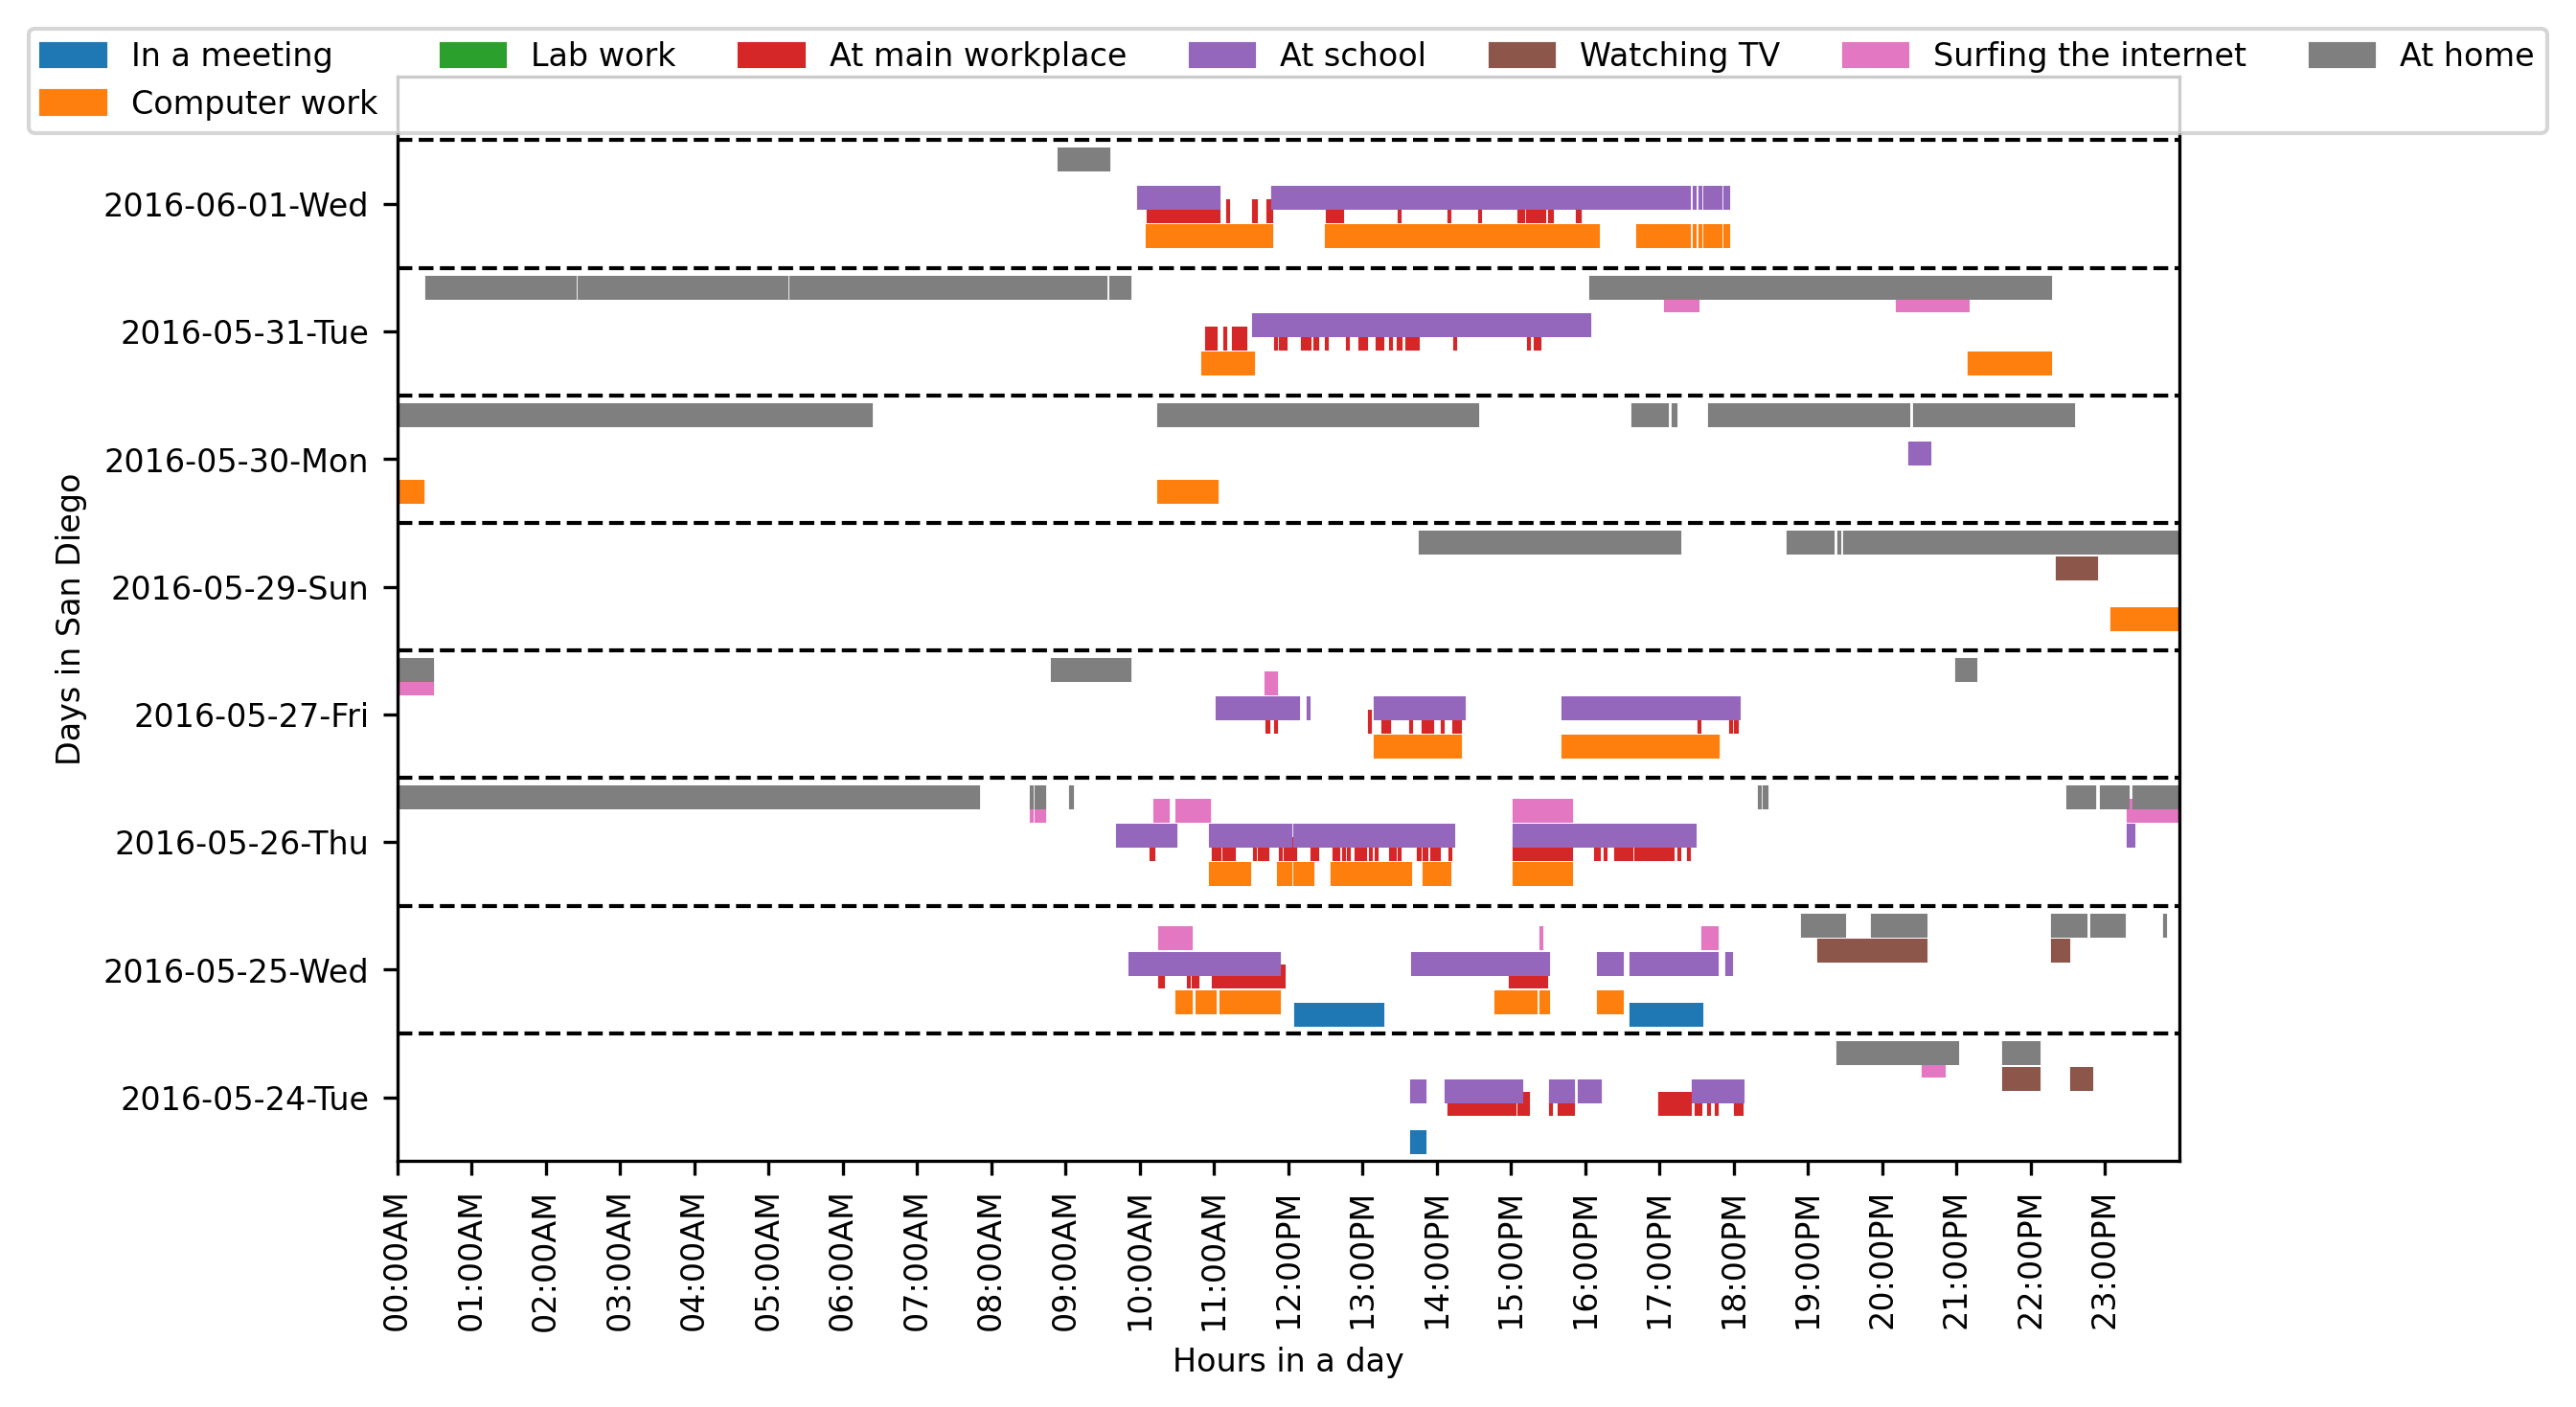 In a meeting Lab work At main workplace At school Watching TV Surfing the internet At home
Computer work
2016-06-01-Wed
2016-05-31-Tue
2016-05-30-Mon
2016-05-29-Sun
2016-05-27-Fri
2016-05-26-Thu
2016-05-25-Wed
2016-05-24-Tue
Days in San Diego
00:00AM
01:00AM
02:00AM
03:00AM
04:00AM
05:00AM
06:00AM
07:00AM
08:00AM
09:00AM
10:00AM
11:00AM
12:00PM
13:00PM
14:00PM
15:00PM
16:00PM
17:00PM
18:00PM
19:00PM
20:00PM
21:00PM
22:00PM
23:00PM
Hours in a day